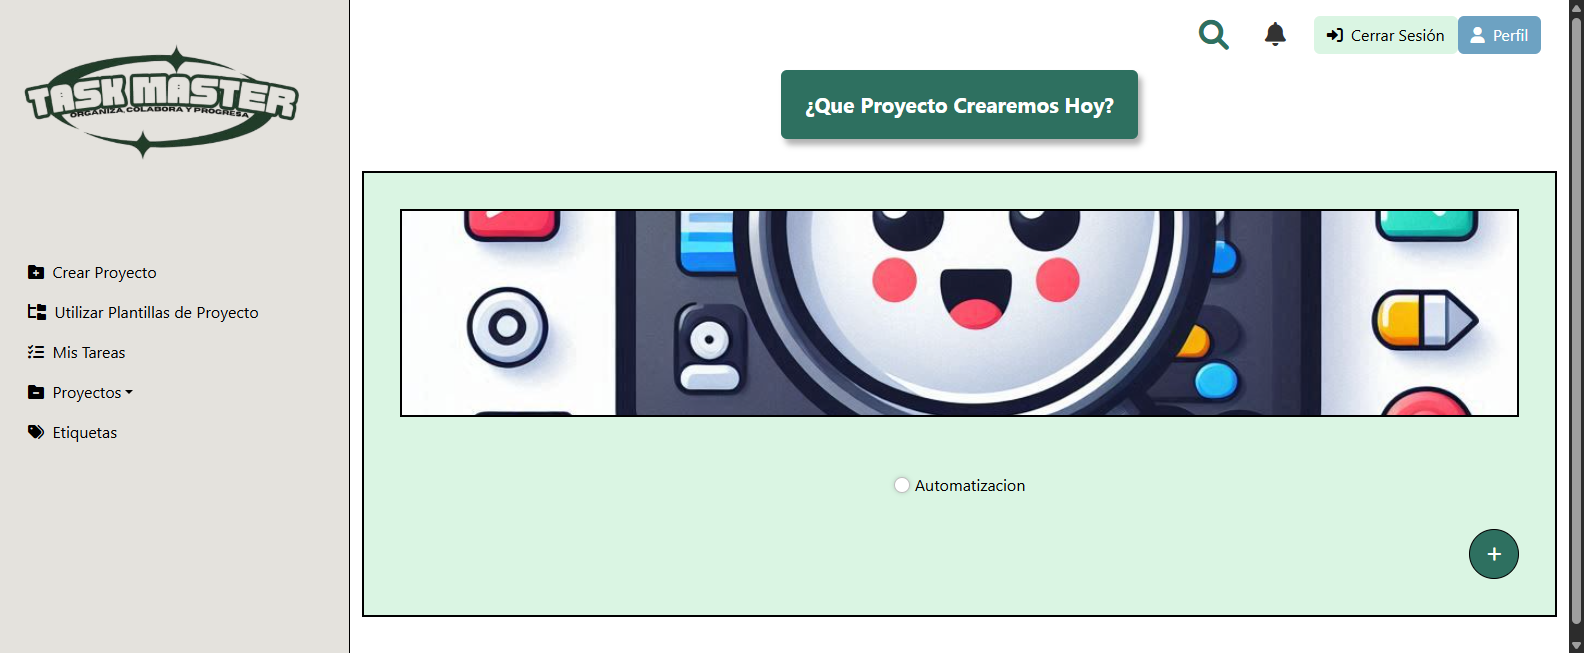 TASK MASTER
ORGANIZA, COLABORA Y PROGRESA
Crear Proyecto
Utilizar Plantillas de Proyecto
Mis Tareas
Proyectos
Etiquetas
Cerrar Sesión
Perfil
¿Que Proyecto Crearemos Hoy?
Automatizacion